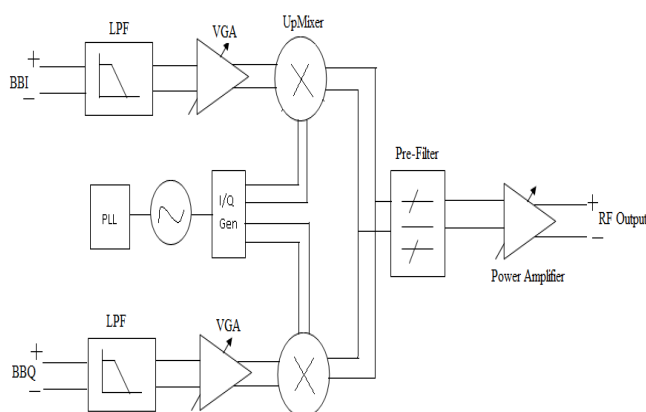 LPF
VGA
UpMixer
+
BBI
−
Pre-Filter
PLL
I/Q
Gen
+
RF Output
−
Power Amplifier
LPF
VGA
+
BBQ
−